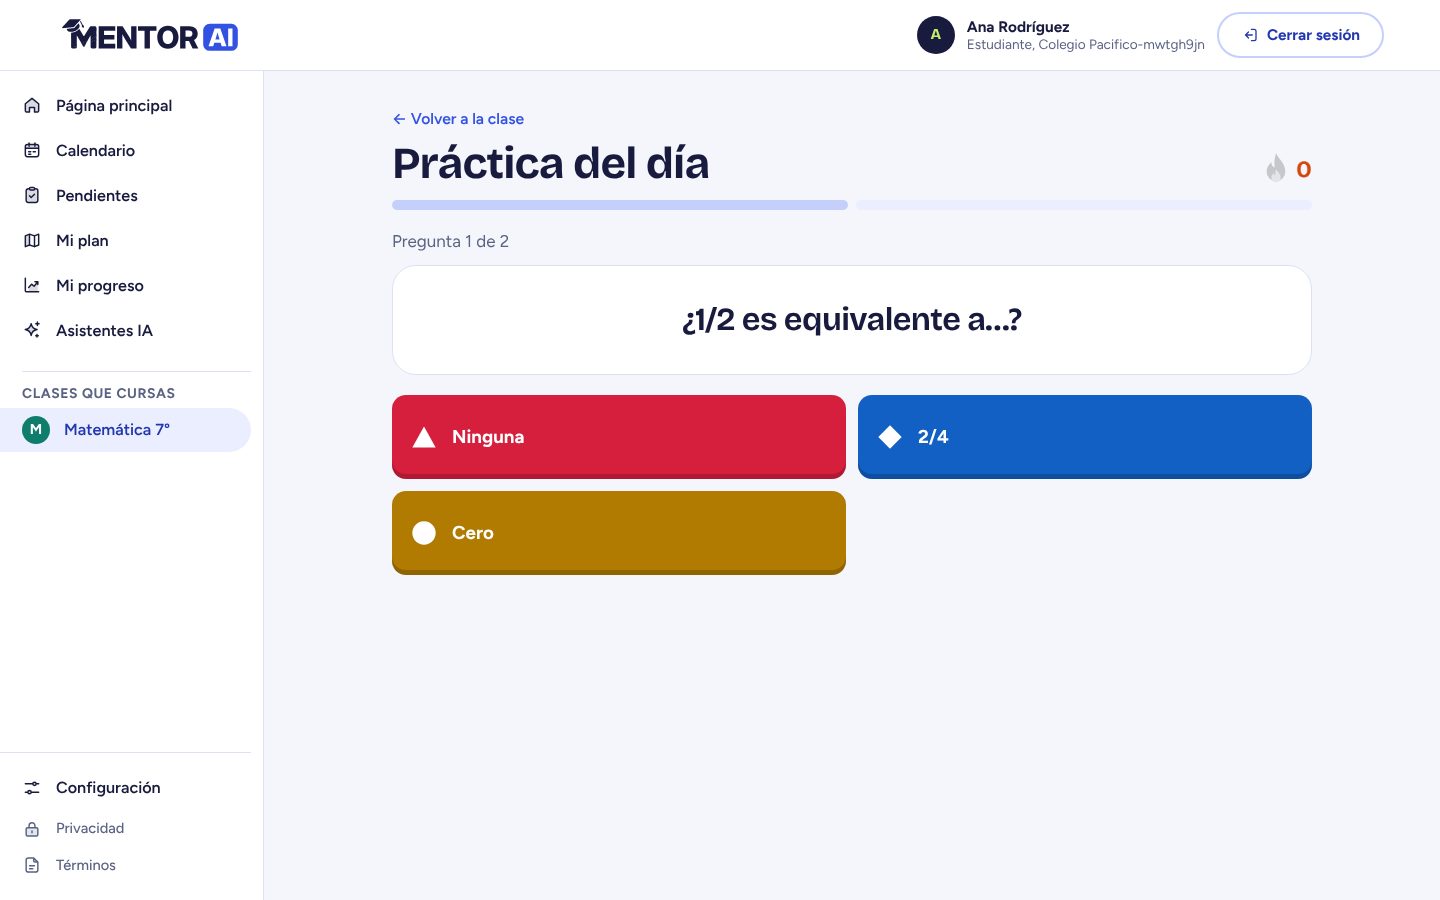 MENTOR AI
A
Ana Rodríguez
Estudiante, Colegio Pacifico-mwtgh9jn
Cerrar sesión
Página principal
Calendario
Pendientes
Mi plan
Mi progreso
Asistentes IA
CLASES QUE CURSAS
M
Matemática 7°
Configuración
Privacidad
Términos
← Volver a la clase
Práctica del día
0
Pregunta 1 de 2
¿1/2 es equivalente a...?
Ninguna
2/4
Cero